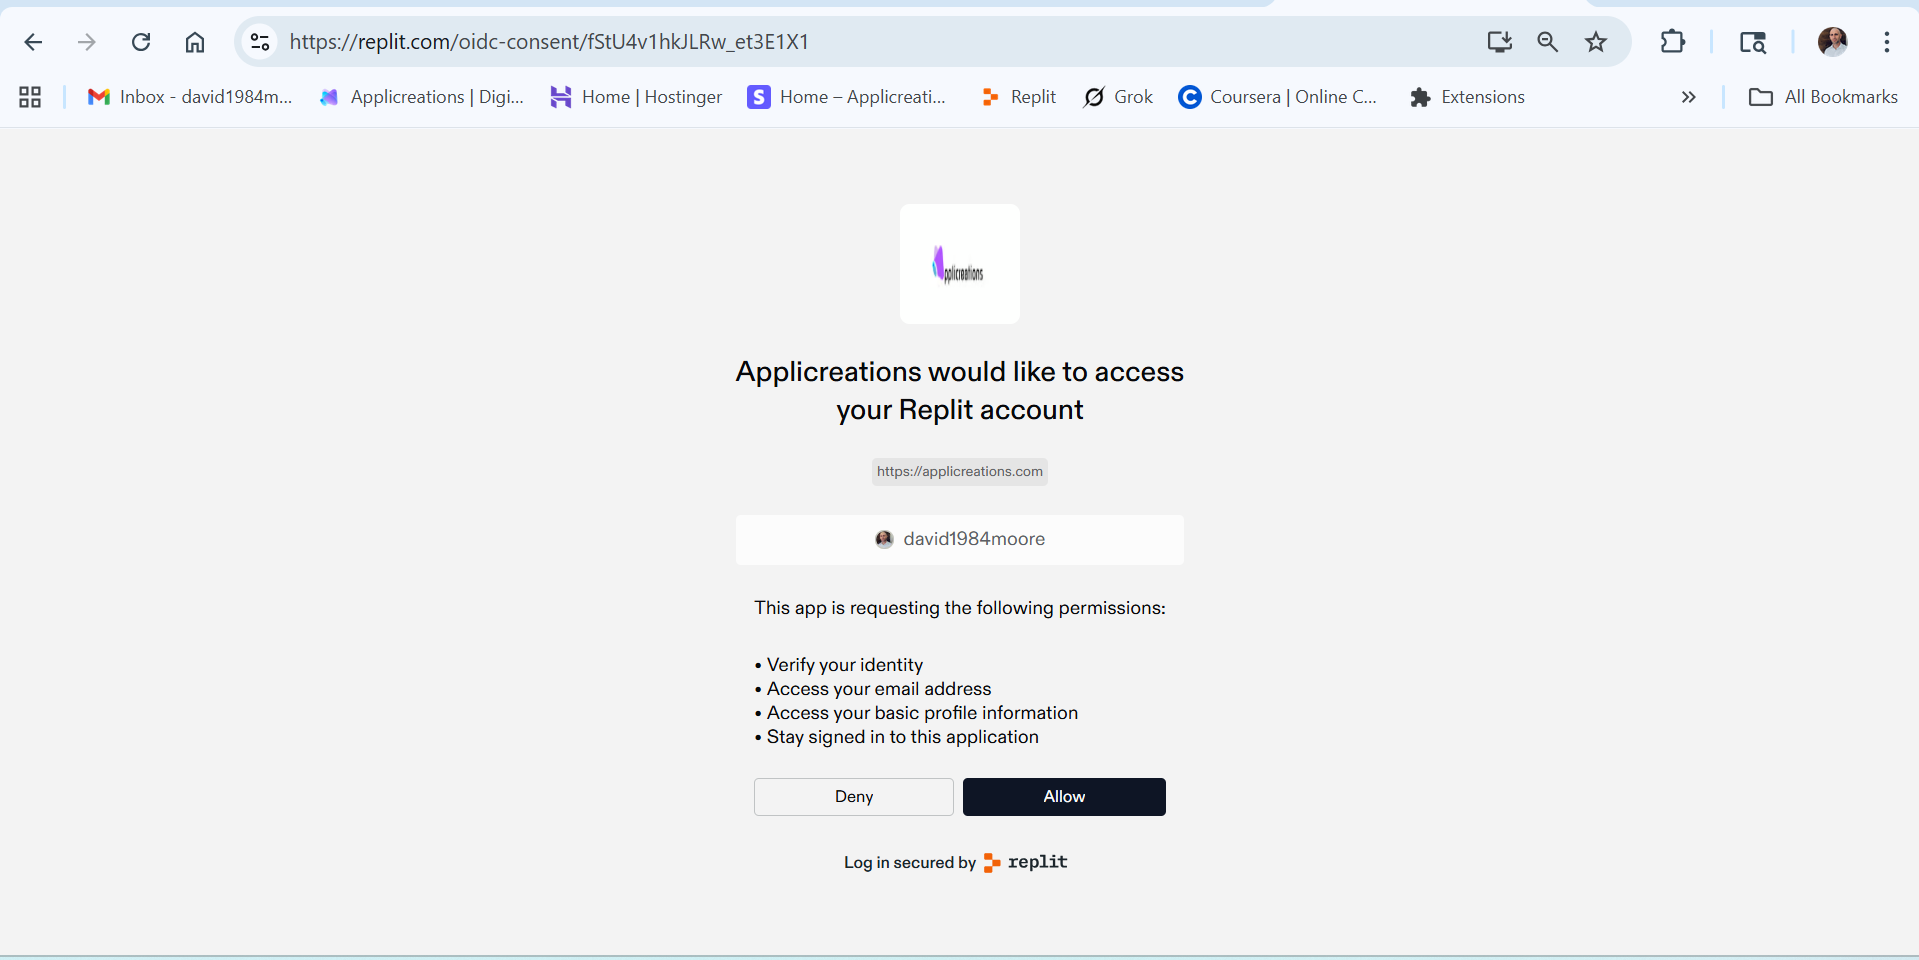 https://replit.com/oidc-consent/fStU4v1hkJLRw_et3E1X1
Inbox - david1984m...
Applicreations | Digi...
Home | Hostinger
S Home – Applicreati...
Replit
Grok
Coursera | Online C...
Extensions
All Bookmarks
pplicreations
Applicreations would like to access
your Replit account
https://applicreations.com
david1984moore
This app is requesting the following permissions:
• Verify your identity
• Access your email address
• Access your basic profile information
• Stay signed in to this application
Deny
Allow
Log in secured by replit